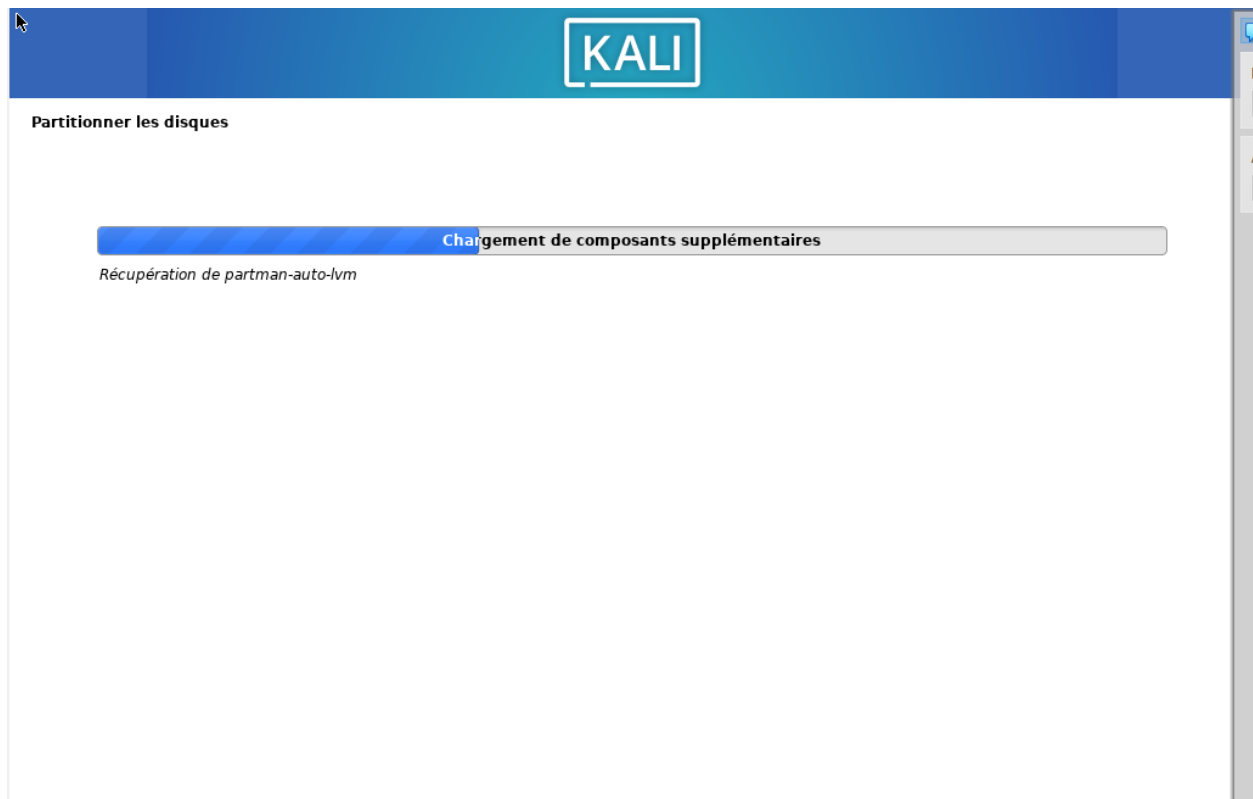 KALI
Partitionner les disques
Chargement de composants supplémentaires
Récupération de partman-auto-lvm